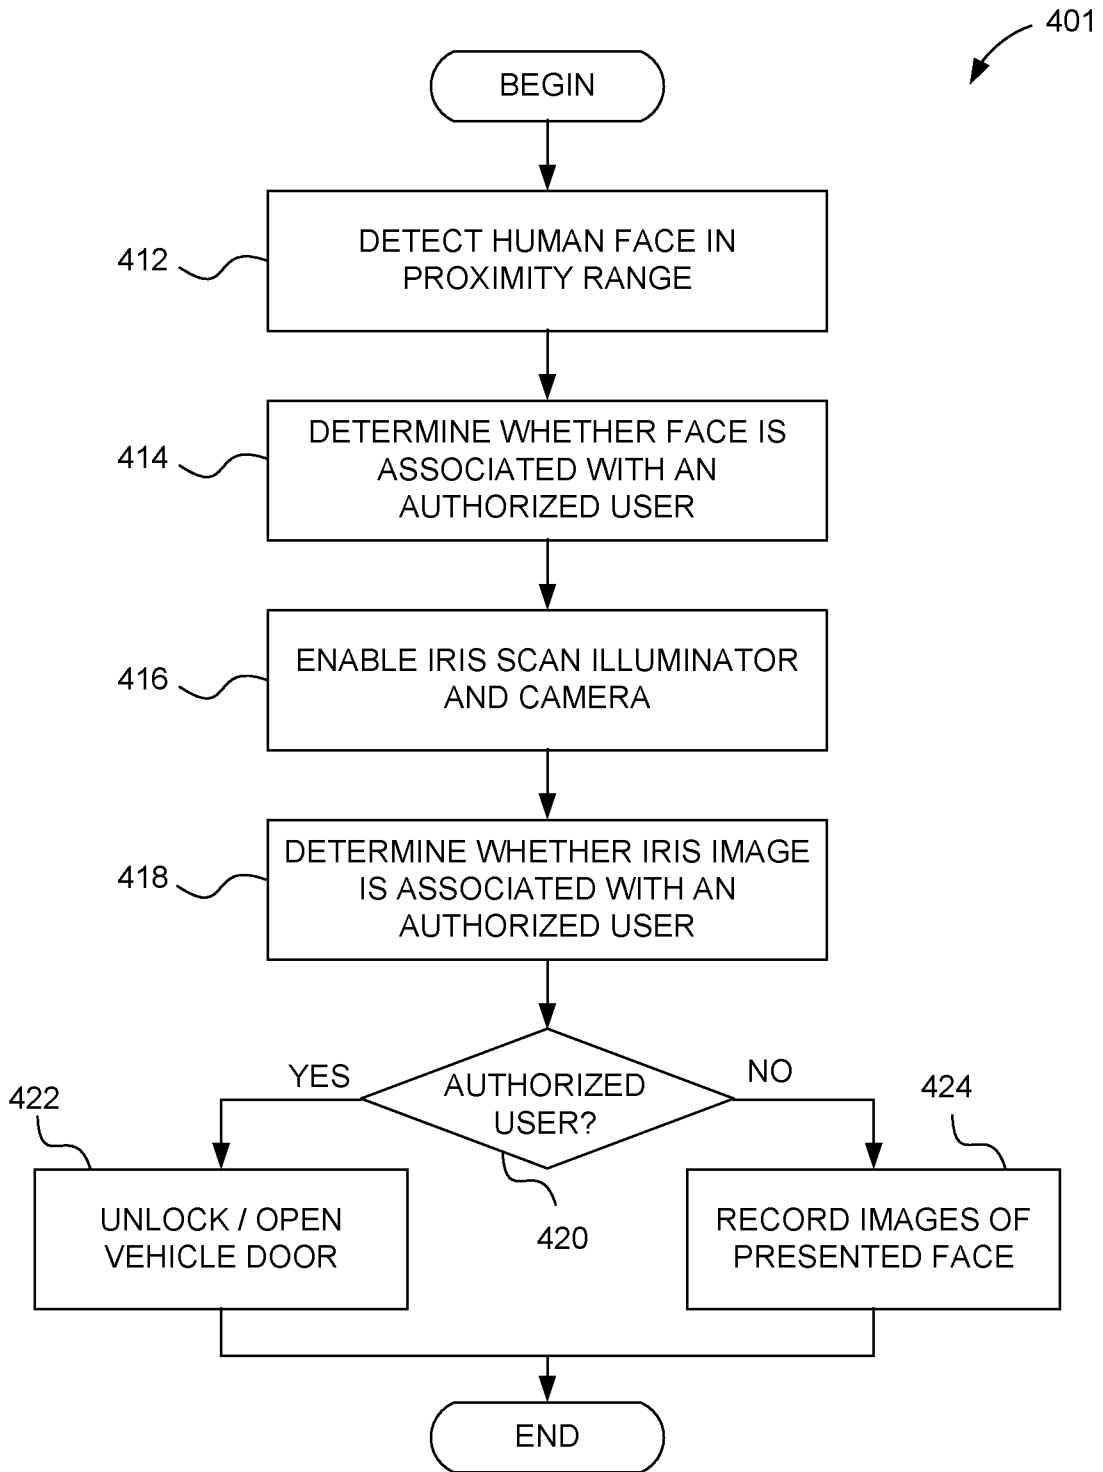 401
BEGIN
412
DETECT HUMAN FACE IN
PROXIMITY RANGE
414
DETERMINE WHETHER FACE IS
ASSOCIATED WITH AN
AUTHORIZED USER
416
ENABLE IRIS SCAN ILLUMINATOR
AND CAMERA
418
DETERMINE WHETHER IRIS IMAGE
IS ASSOCIATED WITH AN
AUTHORIZED USER
YES
AUTHORIZED
USER?
NO
420
422
UNLOCK / OPEN
VEHICLE DOOR
424
RECORD IMAGES OF
PRESENTED FACE
END